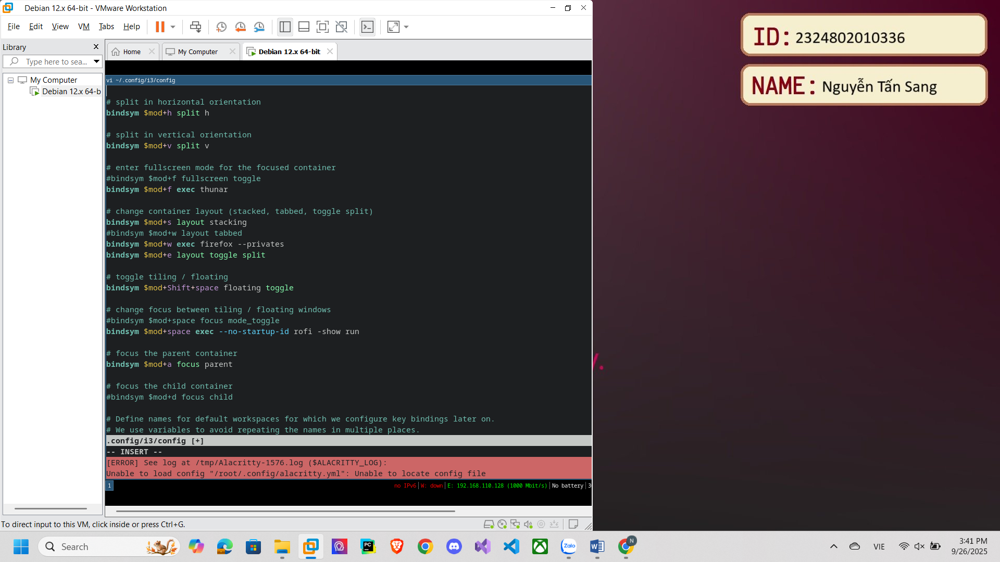 Debian 12.x 64-bit - VMware Workstation
File Edit View VM Tabs Help
Library
Type here to sea...
My Computer
Debian 12.x 64-b
Home
My Computer
Debian 12.x 64-bit
vi ~/.config/i3/config
# split in horizontal orientation
bindsym $mod+h split h
# split in vertical orientation
bindsym $mod+v split v
# enter fullscreen mode for the focused container
#bindsym $mod+f fullscreen toggle
bindsym $mod+f exec thunar
# change container layout (stacked, tabbed, toggle split)
bindsym $mod+s layout stacking
#bindsym $mod+w layout tabbed
bindsym $mod+w exec firefox --privates
bindsym $mod+e layout toggle split
# toggle tiling / floating
bindsym $mod+Shift+space floating toggle
# change focus between tiling / floating windows
#bindsym $mod+space focus mode_toggle
bindsym $mod+space exec --no-startup-id rofi -show run
# focus the parent container
bindsym $mod+a focus parent
# focus the child container
#bindsym $mod+d focus child
# Define names for default workspaces for which we configure key bindings later on.
# We use variables to avoid repeating the names in multiple places.
.config/i3/config [+]
-- INSERT --
[ERROR] See log at /tmp/Alacritty-1576.log ($ALACRITTY_LOG):
Unable to load config "/root/.config/alacritty.yml": Unable to locate config file
1
no IPv6|W: down|E: 192.168.110.128 (1000 Mbit/s)|No battery|
To direct input to this VM, click inside or press Ctrl+G.
ID: 2324802010336
NAME: Nguyễn Tấn Sang
Search
PC
Zalo
N
VIE
3:41 PM
9/26/2025